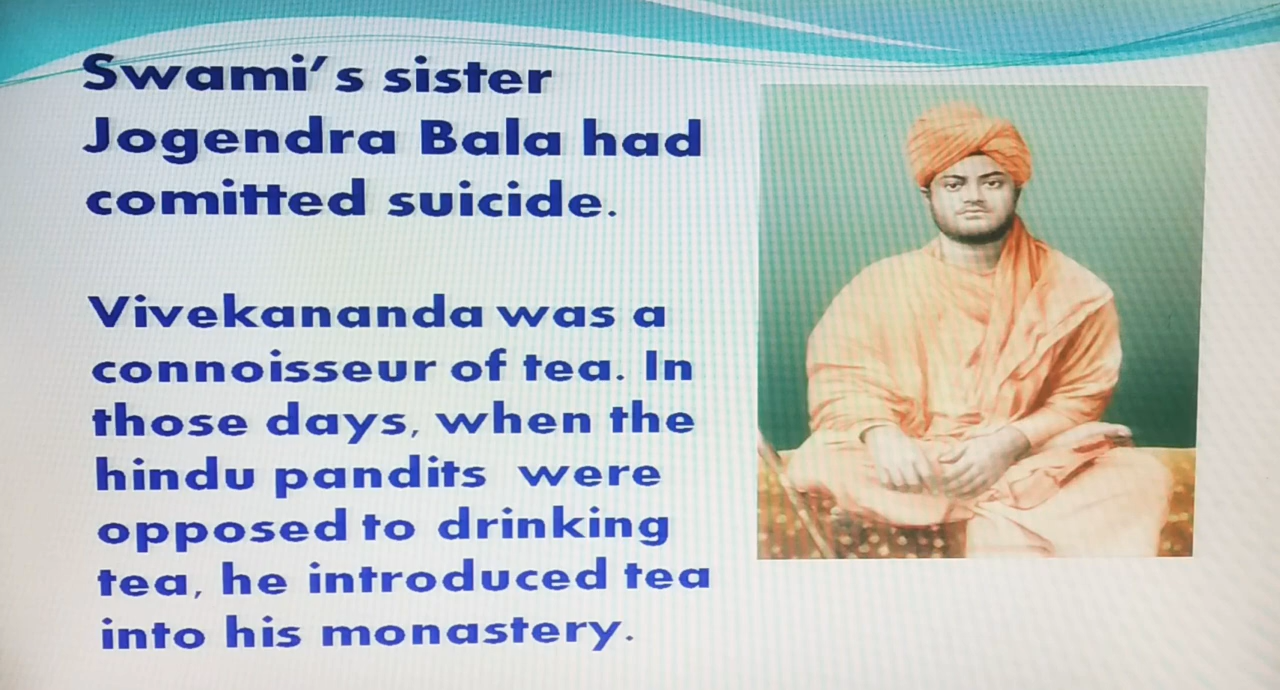 Swami's sister
Jogendra Bala had
comitted suicide.
Vivekananda was a
connoisseur of tea. In
those days, when the
hindu pandits were
opposed to drinking
tea, he introduced tea
into his monastery.